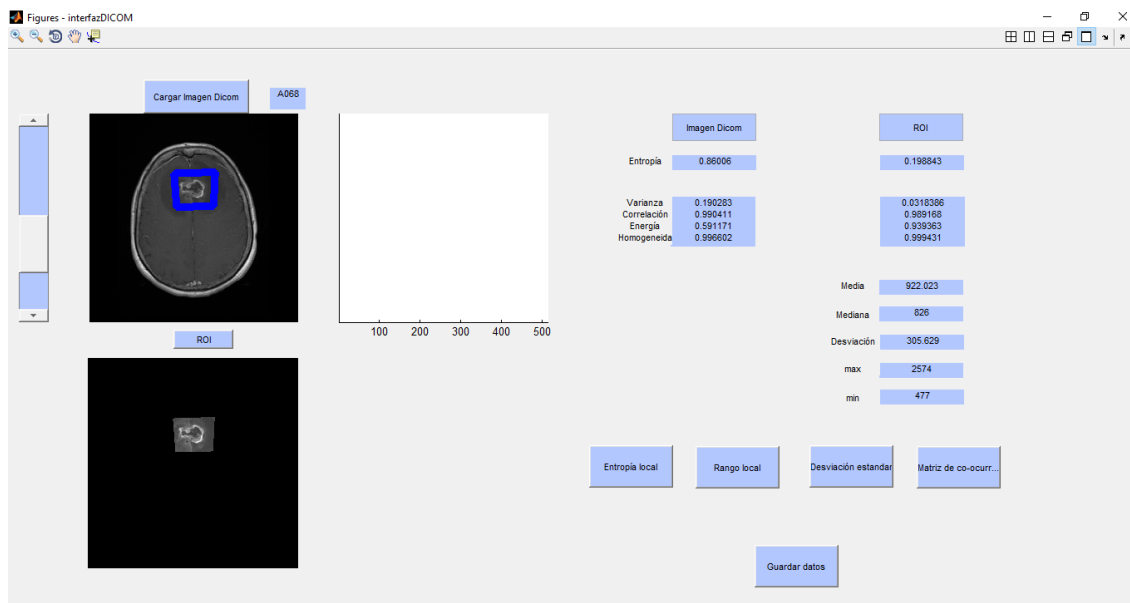 Figures - interfazDICOM
Cargar Imagen Dicom
A068
Imagen Dicom
ROI
Entropía
0.86006
0.198843
Varianza
0.190283
0.0318386
Correlación
0.990411
0.989168
Energía
0.591171
0.939363
Homogeneida
0.996602
0.999431
Media
922.023
Mediana
826
100 200 300 400 500
ROI
Desviación
305.629
max
2574
min
477
Entropía local
Rango local
Desviación estandar
Matriz de co-ocurr...
Guardar datos